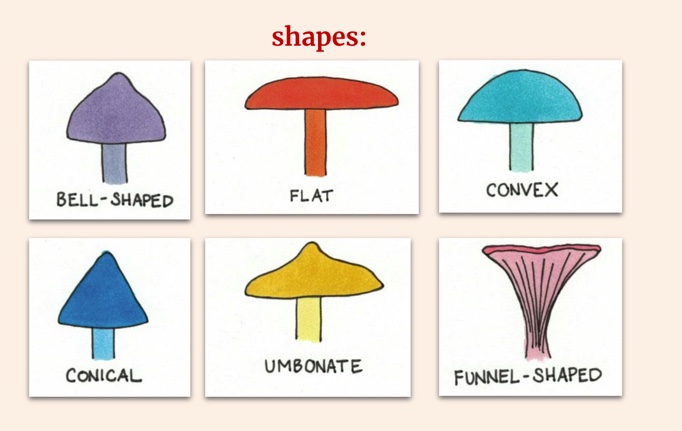 shapes:
BELL-SHAPED
FLAT
CONVEX
CONICAL
UMBONATE
FUNNEL-SHAPED